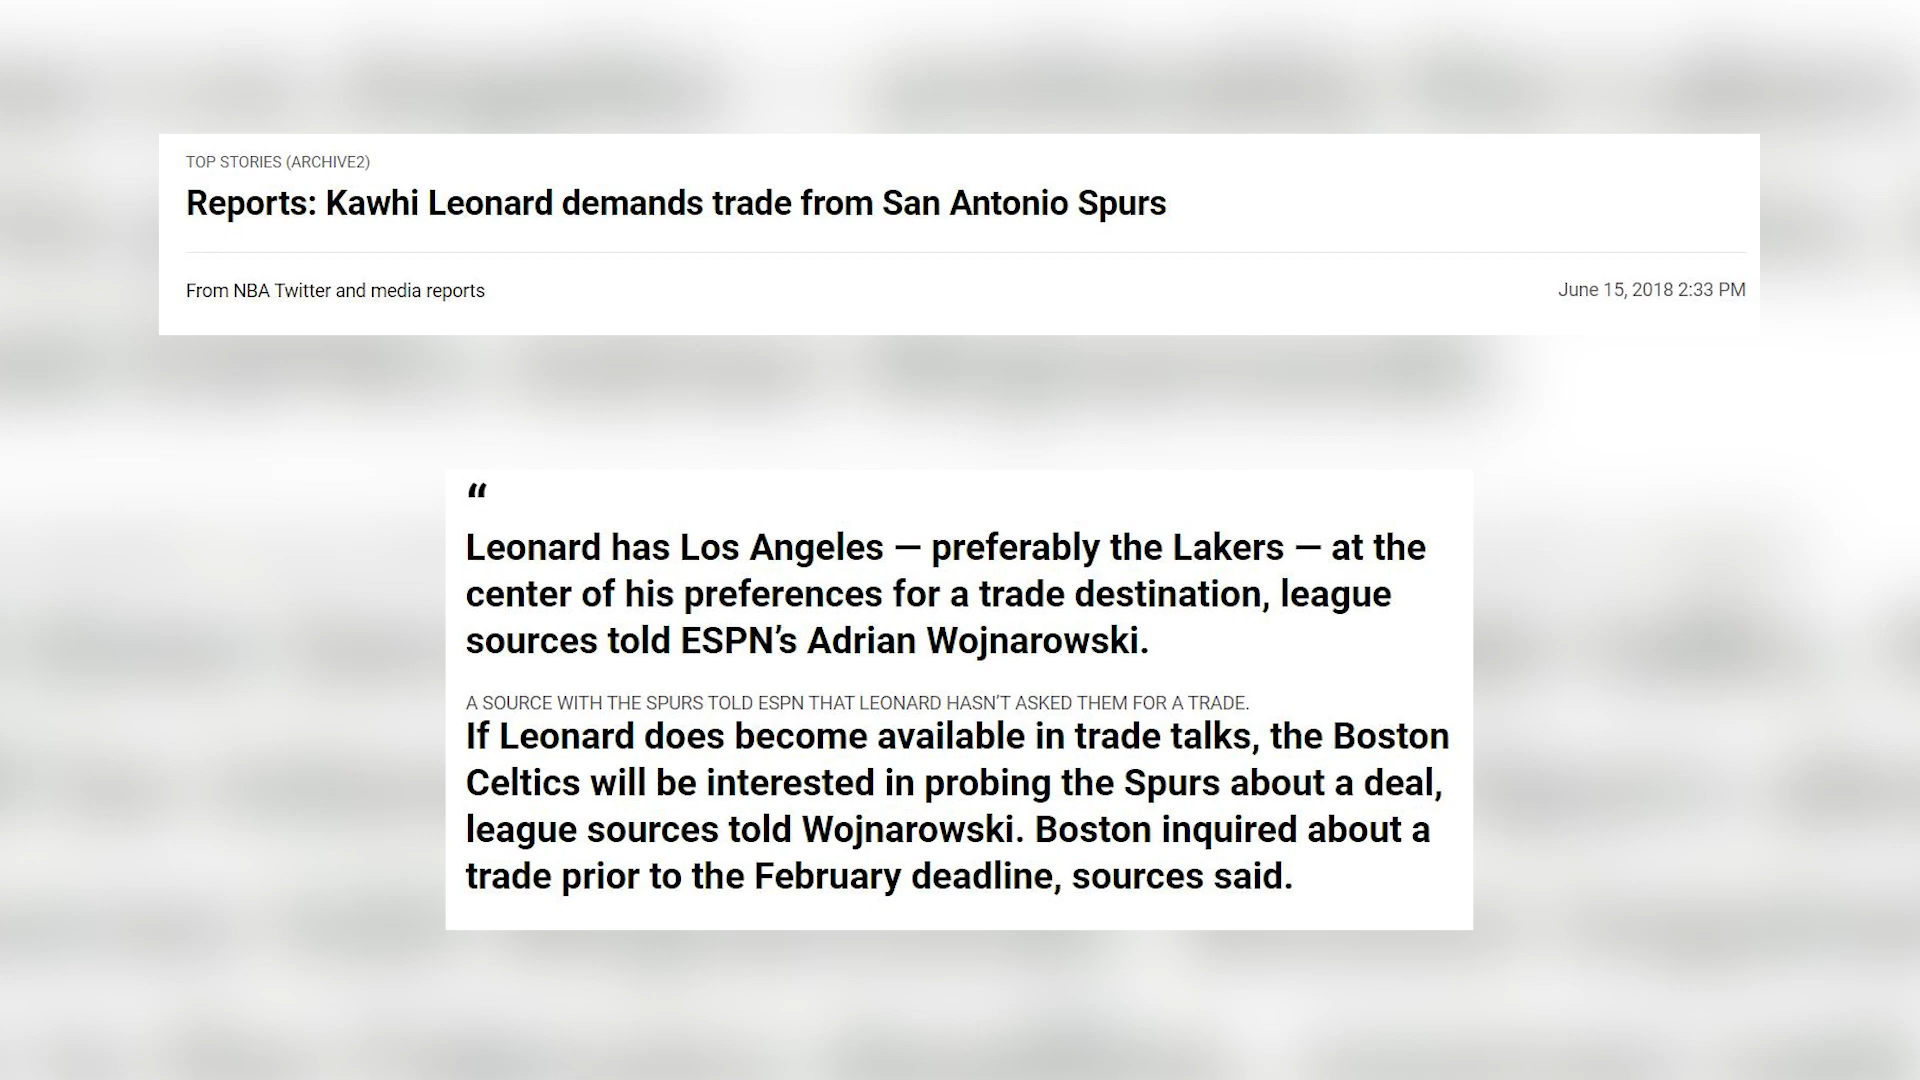 TOP STORIES (ARCHIVE2)
Reports: Kawhi Leonard demands trade from San Antonio Spurs
From NBA Twitter and media reports
June 15, 2018 2:33 PM
“
Leonard has Los Angeles — preferably the Lakers — at the
center of his preferences for a trade destination, league
sources told ESPN’s Adrian Wojnarowski.
A SOURCE WITH THE SPURS TOLD ESPN THAT LEONARD HASN’T ASKED THEM FOR A TRADE.
If Leonard does become available in trade talks, the Boston
Celtics will be interested in probing the Spurs about a deal,
league sources told Wojnarowski. Boston inquired about a
trade prior to the February deadline, sources said.